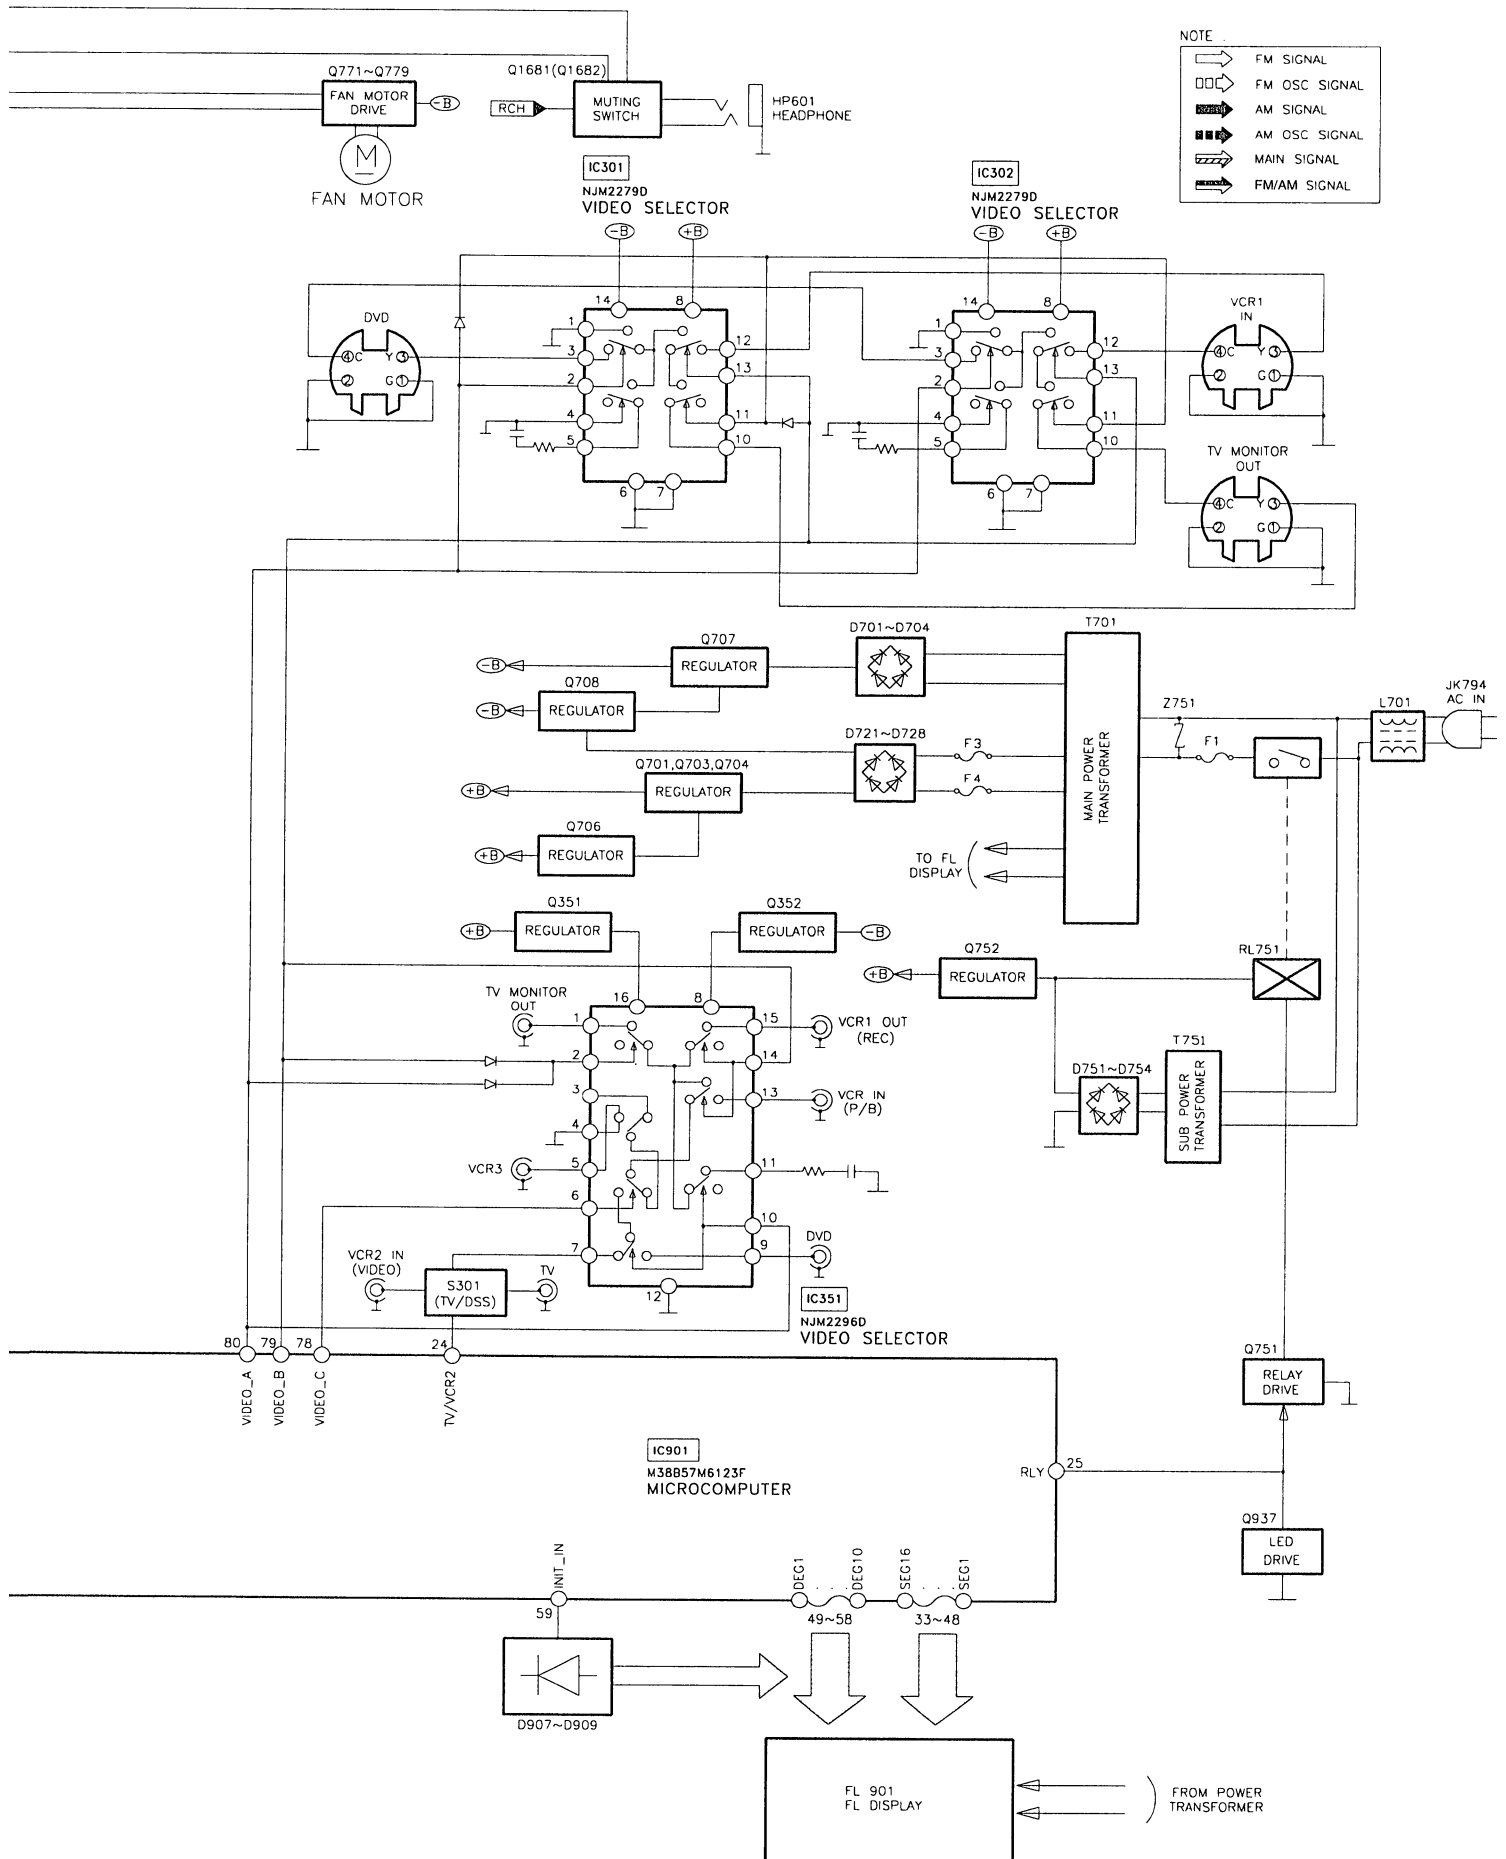 NOTE
FM SIGNAL
FM OSC SIGNAL
AM SIGNAL
AM OSC SIGNAL
MAIN SIGNAL
FM/AM SIGNAL
Q771~Q779
FAN MOTOR
DRIVE
-B
M
FAN MOTOR
Q1681(Q1682)
RCH
MUTING
SWITCH
HP601
HEADPHONE
IC301
NJM2279D
VIDEO SELECTOR
-B
+B
IC302
NJM2279D
VIDEO SELECTOR
-B
+B
DVD
4 C Y 3
2 G 1
14
8
1
3
2
4
5
6
7
12
13
11
10
14
8
1
3
2
4
5
6
7
12
13
11
10
VCR1
IN
4 C Y 3
2 G 1
TV MONITOR
OUT
4 C Y 3
2 G 1
Q707
REGULATOR
-B
Q708
REGULATOR
-B
D701~D704
D721~D728
F3
F4
Q701,Q703,Q704
REGULATOR
+B
Q706
REGULATOR
+B
T701
MAIN POWER
TRANSFORMER
TO FL
DISPLAY
Z751
F1
L701
JK794
AC IN
Q351
REGULATOR
+B
Q352
REGULATOR
-B
Q752
REGULATOR
+B
RL751
D751~D754
T751
SUB POWER
TRANSFORMER
TV MONITOR
OUT
16
8
1
2
3
4
5
6
7
15
14
13
11
10
9
12
VCR1 OUT
(REC)
VCR IN
(P/B)
VCR3
DVD
VCR2 IN
(VIDEO)
S301
(TV/DSS)
TV
IC351
NJM2296D
VIDEO SELECTOR
80
79
78
24
VIDEO_A
VIDEO_B
VIDEO_C
TV/VCR2
IC901
M38B57M6123F
MICROCOMPUTER
RLY
25
Q751
RELAY
DRIVE
Q937
LED
DRIVE
INIT_IN
59
DEG1
DEG10
SEG16
SEG1
49~58
33~48
D907~D909
FL 901
FL DISPLAY
FROM POWER
TRANSFORMER